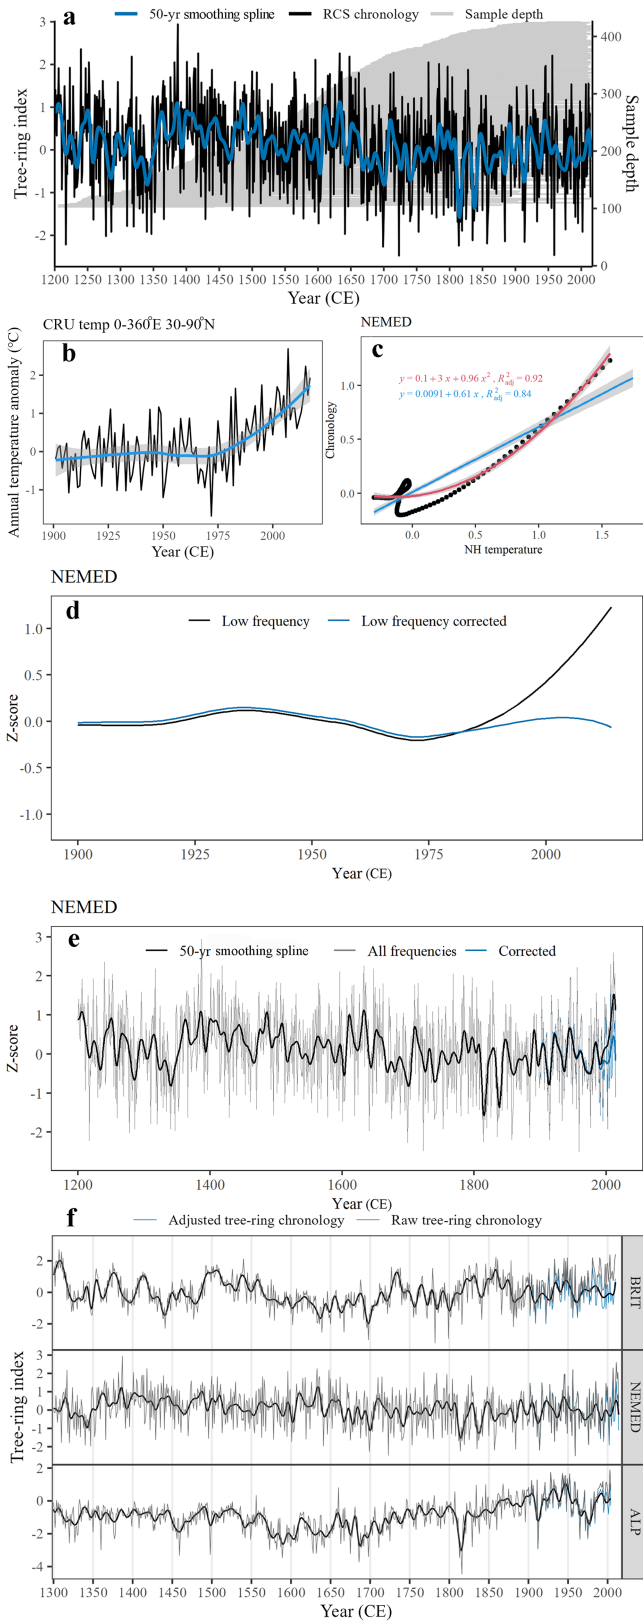 a
50-yr smoothing spline RCS chronology Sample depth
3
2
1
0
-1
-2
400
300
200
100
0
Tree-ring index
Sample depth
1200 1250 1300 1350 1400 1450 1500 1550 1600 1650 1700 1750 1800 1850 1900 1950 2000
Year (CE)
CRU temp 0-360°E 30-90°N
b
Annual temperature anomaly (°C)
2
1
0
-1
1900 1925 1950 1975 2000
Year (CE)
NEMED
c
y = 0.1 + 3 x + 0.96 x², R²adj = 0.92
y = 0.0091 + 0.61 x, R²adj = 0.84
Chronology
1.0
0.5
0.0
0.0 0.5 1.0 1.5
NH temperature
NEMED
d
Low frequency Low frequency corrected
Z-score
1.0
0.5
0.0
-0.5
-1.0
1900 1925 1950 1975 2000
Year (CE)
NEMED
e
50-yr smoothing spline All frequencies Corrected
Z-score
3
2
1
0
-1
-2
1200 1400 1600 1800 2000
Year (CE)
f
Adjusted tree-ring chronology Raw tree-ring chronology
Tree-ring index
2
0
-2
BRIT
3
2
1
0
-1
-2
NEMED
2
0
-2
-4
ALP
1300 1350 1400 1450 1500 1550 1600 1650 1700 1750 1800 1850 1900 1950 2000
Year (CE)